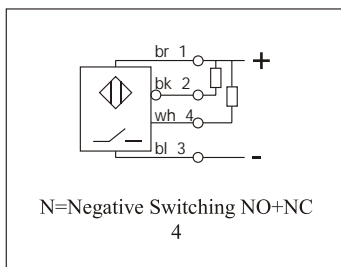 br 1
+
bk 2
wh 4
bl 3
-
N=Negative Switching NO+NC
4